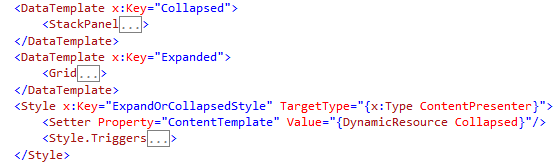 <DataTemplate x:Key="Collapsed">
<StackPanel...>
</DataTemplate>
<DataTemplate x:Key="Expanded">
<Grid...>
</DataTemplate>
<Style x:Key="ExpandOrCollapsedStyle" TargetType="{x:Type ContentPresenter}">
<Setter Property="ContentTemplate" Value="{DynamicResource Collapsed}"/>
<Style.Triggers...>
</Style>